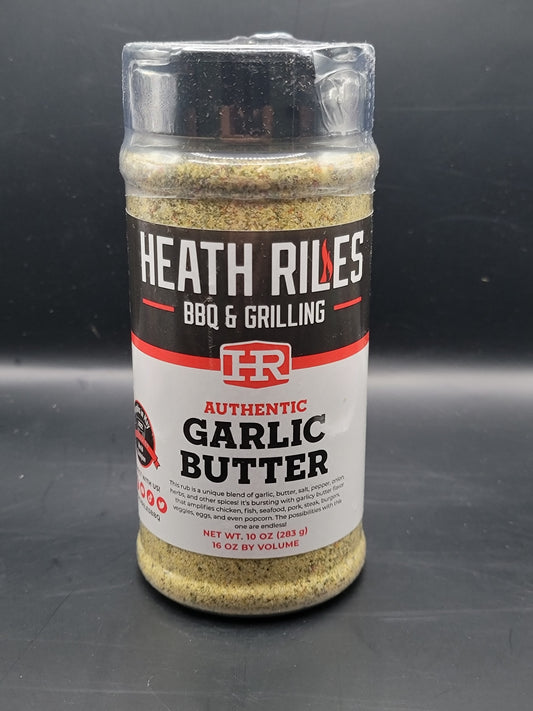 HEATH RILES
BBQ & GRILLING
HR
AUTHENTIC
GARLIC
BUTTER
This rub is a unique blend of garlic, butter, salt, pepper, onion,
herbs, and other spices! It's bursting with garlicy butter flavor
that amplifies chicken, fish, seafood, pork, steak, burgers,
veggies, eggs, and even popcorn. The possibilities with this
one are endless!
NET WT. 10 OZ (283 g)
16 OZ BY VOLUME
US!